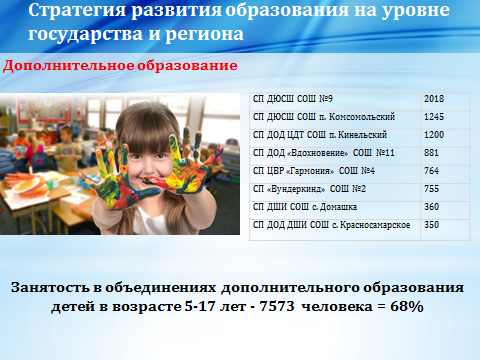 Стратегия развития образования на уровне
государства и региона
Дополнительное образование
СП ДЮСШ СОШ №9 2018
СП ДЮСШ СОШ п. Комсомольский 1245
СП ДОД ЦДТ СОШ п. Кинельский 1200
СП ДОД «Вдохновение» СОШ №11 881
СП ЦВР «Гармония» СОШ №4 764
СП «Вундеркинд» СОШ №2 755
СП ДШИ СОШ с. Домашка 360
СП ДОД ДШИ СОШ с. Красносамарское 350
Занятость в объединениях дополнительного образования
детей в возрасте 5-17 лет - 7573 человека = 68%